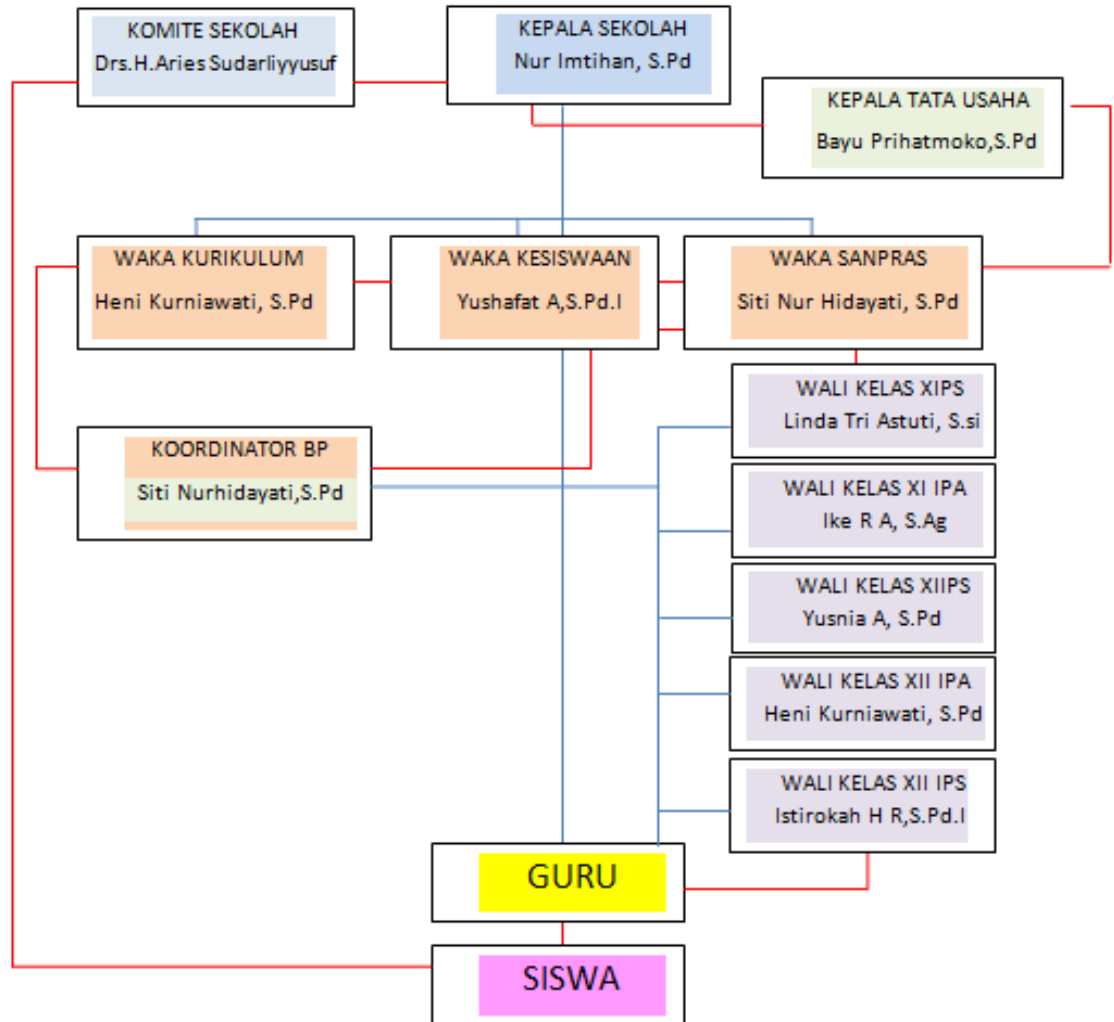 KOMITE SEKOLAH
Drs.H.Aries Sudarliyyusuf
KEPALA SEKOLAH
Nur Imtihan, S.Pd
KEPALA TATA USAHA
Bayu Prihatmoko,S.Pd
WAKA KURIKULUM
Heni Kurniawati, S.Pd
WAKA KESISWAAN
Yushafat A,S.Pd.I
WAKA SANPRAS
Siti Nur Hidayati, S.Pd
KOORDINATOR BP
Siti Nurhidayati,S.Pd
WALI KELAS XIPS
Linda Tri Astuti, S.si
WALI KELAS XI IPA
Ike R A, S.Ag
WALI KELAS XIIPS
Yusnia A, S.Pd
WALI KELAS XII IPA
Heni Kurniawati, S.Pd
WALI KELAS XII IPS
Istirokah H R,S.Pd.I
GURU
SISWA